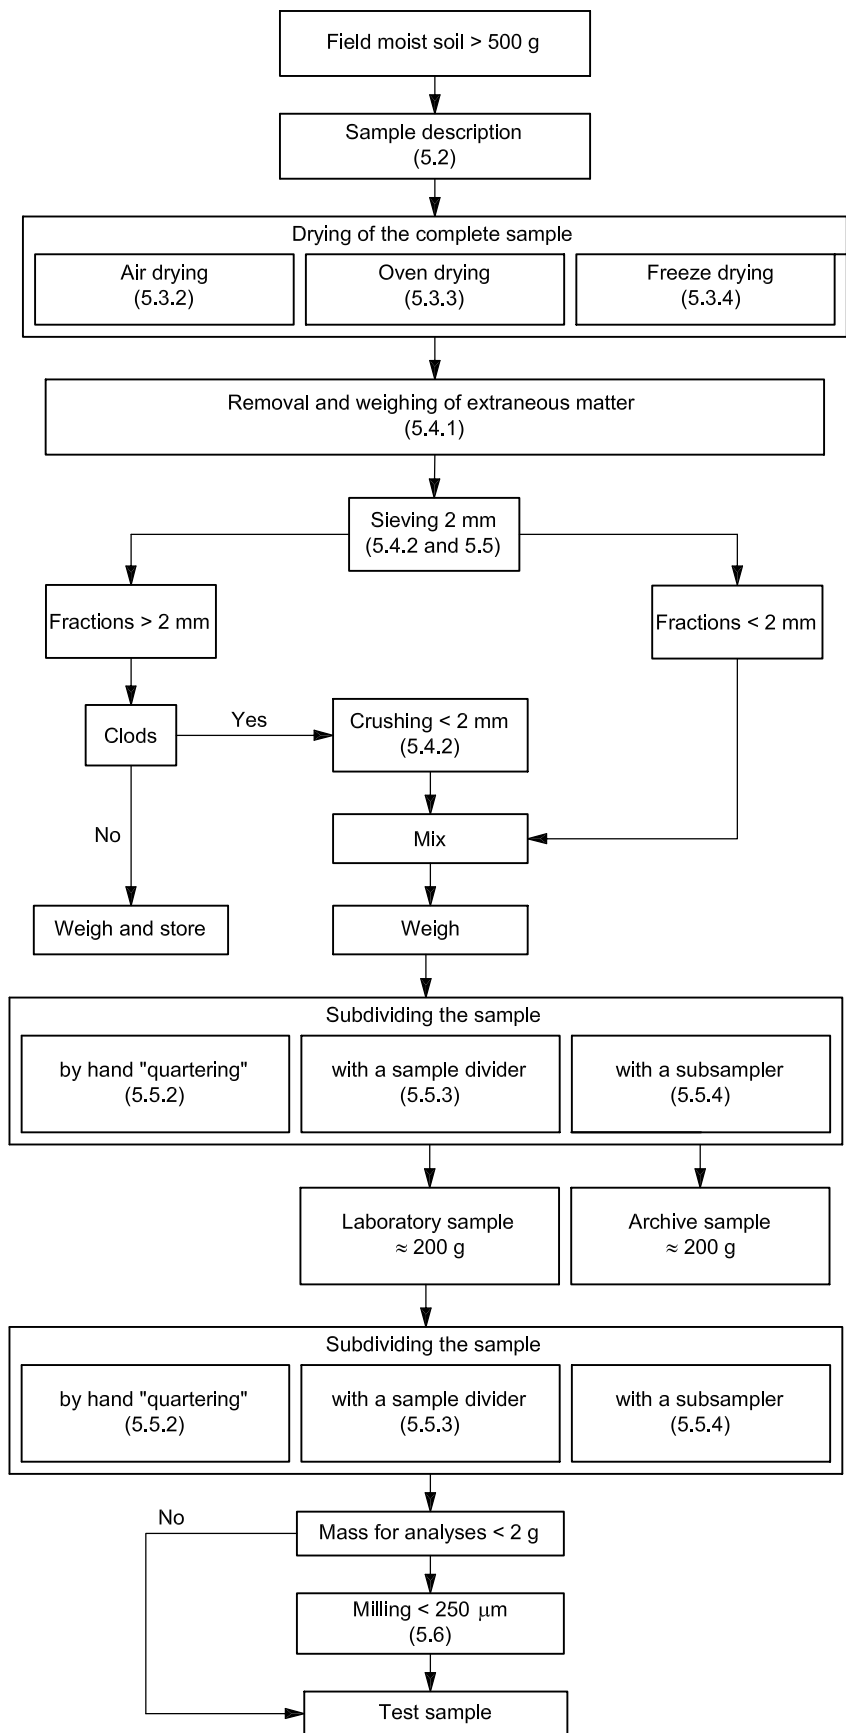 Field moist soil > 500 g
Sample description
(5.2)
Drying of the complete sample
Air drying
(5.3.2)
Oven drying
(5.3.3)
Freeze drying
(5.3.4)
Removal and weighing of extraneous matter
(5.4.1)
Sieving 2 mm
(5.4.2 and 5.5)
Fractions > 2 mm
Fractions < 2 mm
Clods
Yes
Crushing < 2 mm
(5.4.2)
No
Mix
Weigh and store
Weigh
Subdividing the sample
by hand "quartering"
(5.5.2)
with a sample divider
(5.5.3)
with a subsampler
(5.5.4)
Laboratory sample
≈ 200 g
Archive sample
≈ 200 g
Subdividing the sample
by hand "quartering"
(5.5.2)
with a sample divider
(5.5.3)
with a subsampler
(5.5.4)
No
Mass for analyses < 2 g
Milling < 250 µm
(5.6)
Test sample